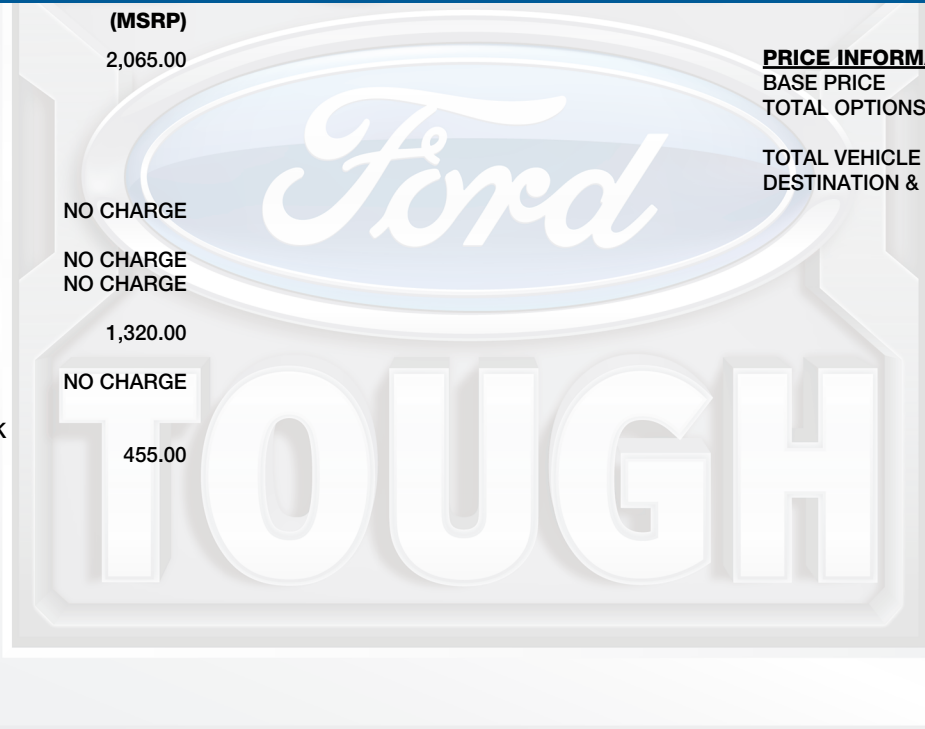 (MSRP)
2,065.00
NO CHARGE
NO CHARGE
NO CHARGE
1,320.00
NO CHARGE
K
455.00
PRICE INFORMA
BASE PRICE
TOTAL OPTIONS
TOTAL VEHICLE
DESTINATION &
Ford
TOUGH